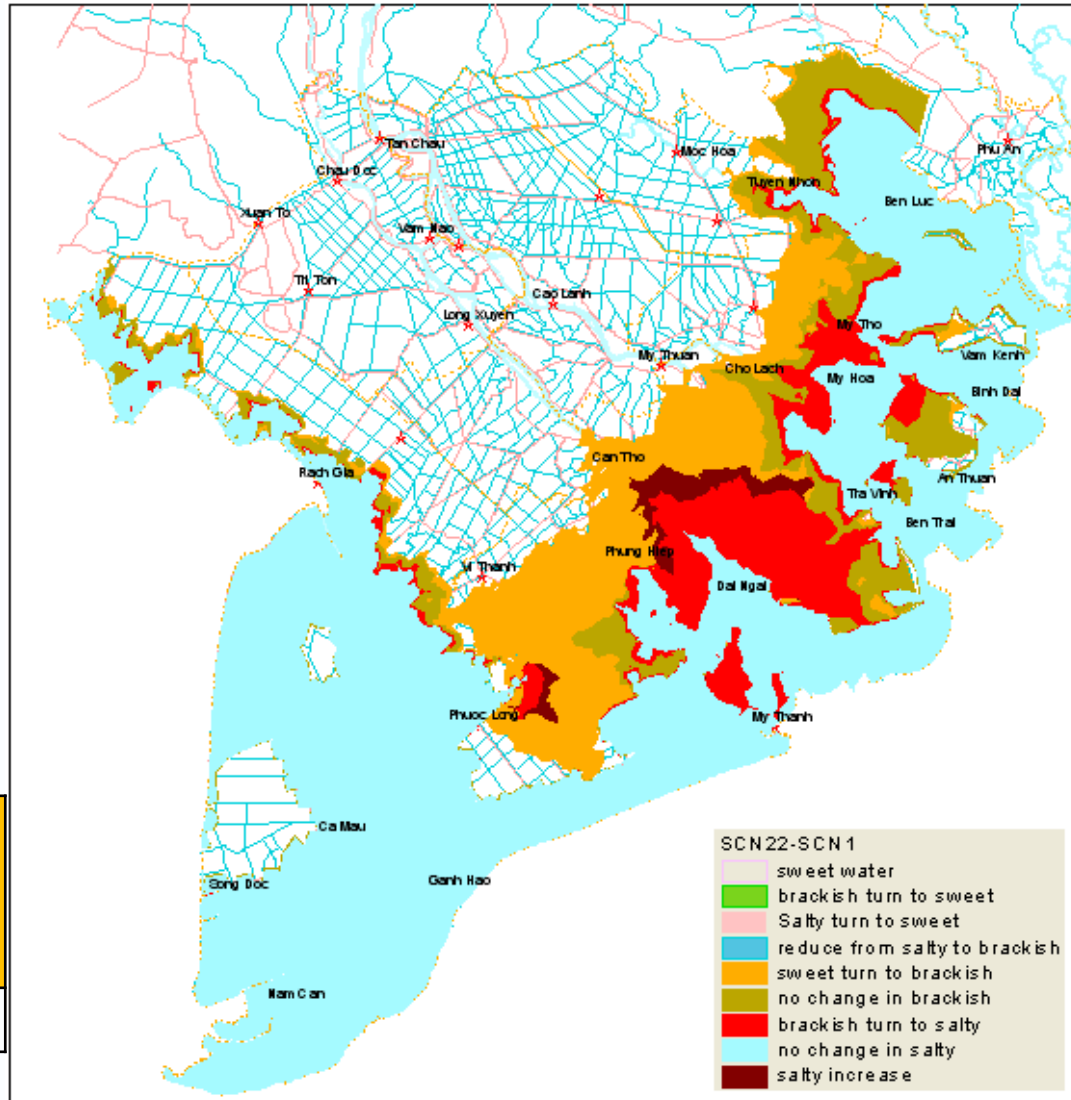 Tan Chau
Moc Hoa
Phu An
Chau Doc
Tuyen Nhon
Ben Luc
Xuan To
Vam Nao
Tri Ton
Cao Lanh
Long Xuyen
My Tho
My Thuan
Vam Kenh
Cho Lach
My Hoa
Binh Dai
Can Tho
Rach Gia
An Thuan
Tra Vinh
Ben Trai
Phung Hiep
Vi Thanh
Dai Ngai
Phuoc Long
My Thanh
Ca Mau
Ganh Hao
Song Doc
Nam Can
SCN22-SCN1
sweet water
brackish turn to sweet
Salty turn to sweet
reduce from salty to brackish
sweet turn to brackish
no change in brackish
brackish turn to salty
no change in salty
salty increase